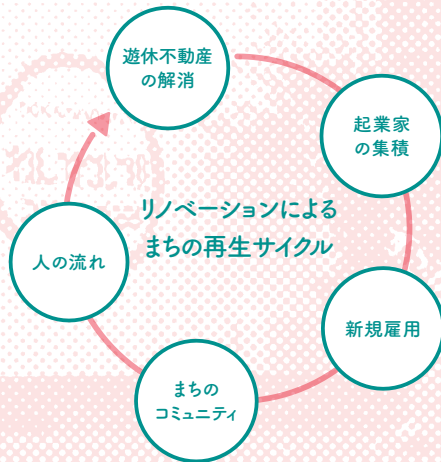 遊休不動産
の解消
起業家
の集積
リノベーションによる
まちの再生サイクル
人の流れ
新規雇用
まちの
コミュニティ